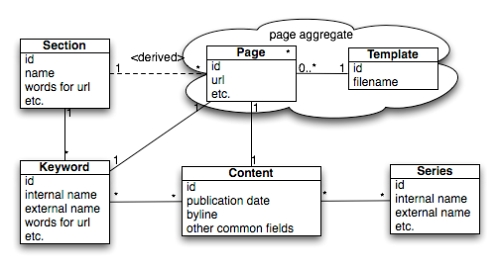 page aggregate
Section
id
name
words for url
etc.
1
<derived>
*
Page
*
id
url
etc.
0..*
1
Template
id
filename
1
*
1
1
1
1
Keyword
id
internal name
external name
words for url
etc.
*
*
Content
id
publication date
byline
other common fields
*
*
Series
id
internal name
external name
etc.